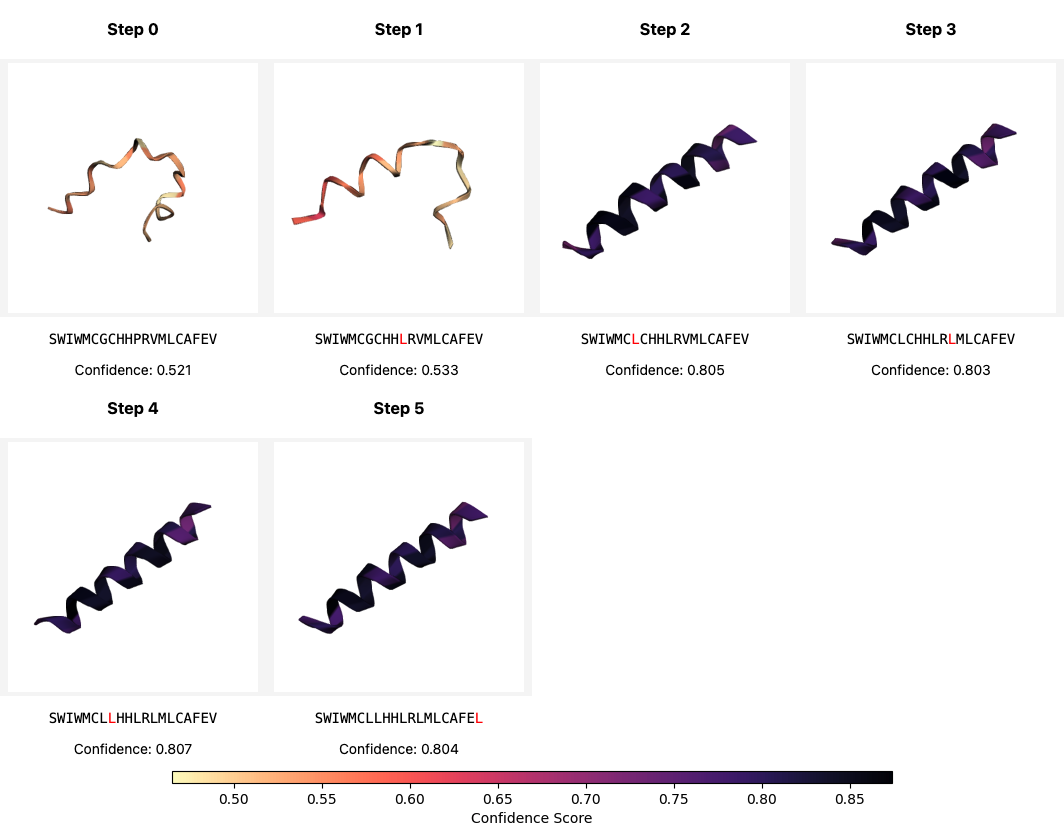 Step 0
Step 1
Step 2
Step 3
SWIWMCGCHHPRVMLCAFEV
SWIWMCGCHHLRVMLCAFEV
SWIWMCLCHHLRVMLCAFEV
SWIWMCLCHHLRLMLCAFEV
Confidence: 0.521
Confidence: 0.533
Confidence: 0.805
Confidence: 0.803
Step 4
Step 5
SWIWMCLLHHLRLMLCAFEV
SWIWMCLLHHLRLMLCAFEL
Confidence: 0.807
Confidence: 0.804
0.50 0.55 0.60 0.65 0.70 0.75 0.80 0.85
Confidence Score